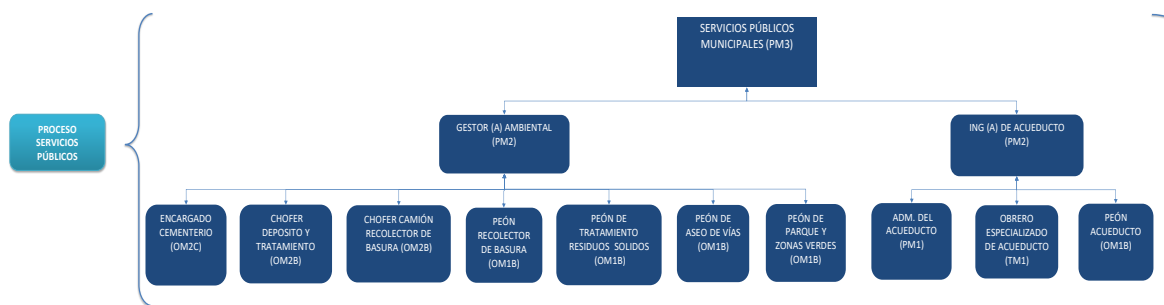 SERVICIOS PÚBLICOS
MUNICIPALES (PM3)
PROCESO
SERVICIOS
PÚBLICOS
GESTOR (A) AMBIENTAL
(PM2)
ING (A) DE ACUEDUCTO
(PM2)
ENCARGADO
CEMENTERIO
(OM2C)
CHOFER
DEPOSITO Y
TRATAMIENTO
(OM2B)
CHOFER CAMIÓN
RECOLECTOR DE
BASURA (OM2B)
PEÓN
RECOLECTOR
DE BASURA
(OM1B)
PEÓN DE
TRATAMIENTO
RESIDUOS SOLIDOS
(OM1B)
PEÓN DE
ASEO DE VÍAS
(OM1B)
PEÓN DE
PARQUE Y
ZONAS VERDES
(OM1B)
ADM. DEL
ACUEDUCTO
(PM1)
OBRERO
ESPECIALIZADO
DE ACUEDUCTO
(TM1)
PEÓN
ACUEDUCTO
(OM1B)